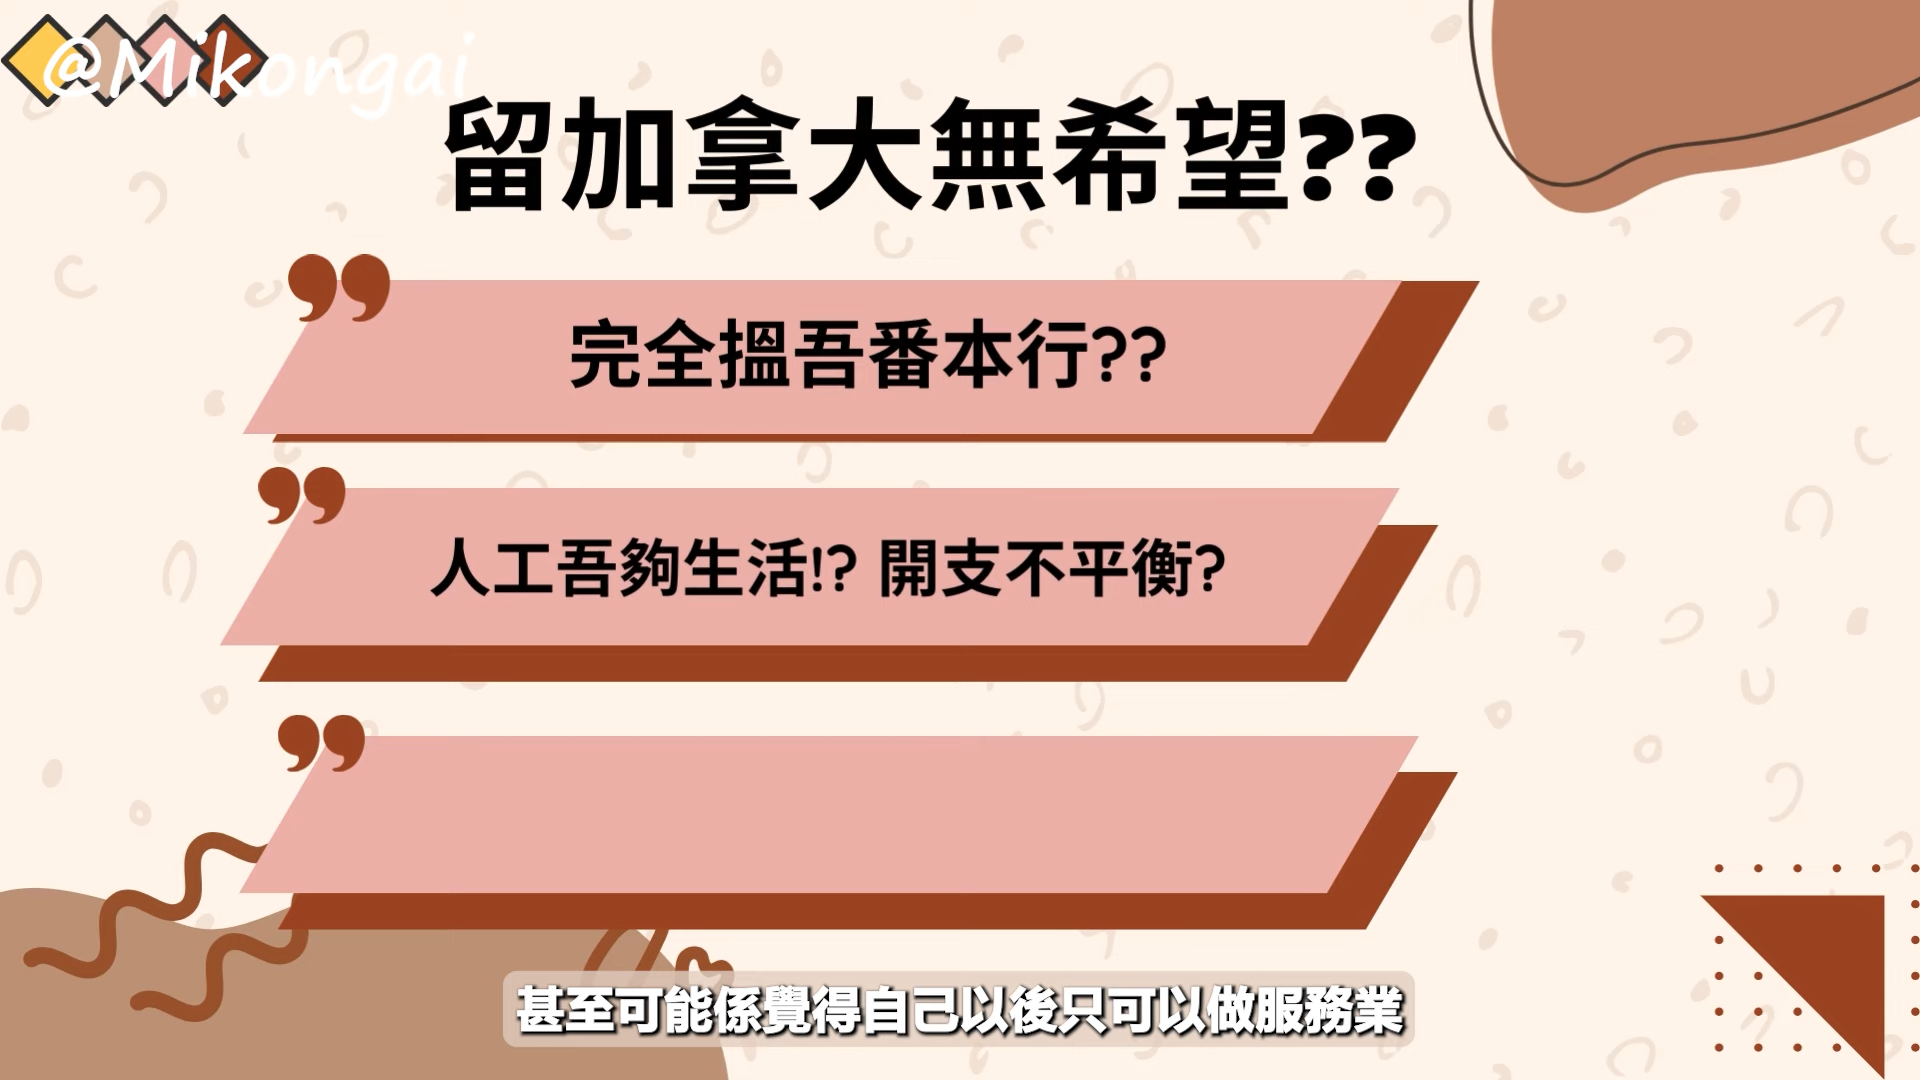 @Mikongai
留加拿大無希望??
完全搵吾番本行??
人工吾夠生活!? 開支不平衡?
甚至可能係覺得自己以後只可以做服務業